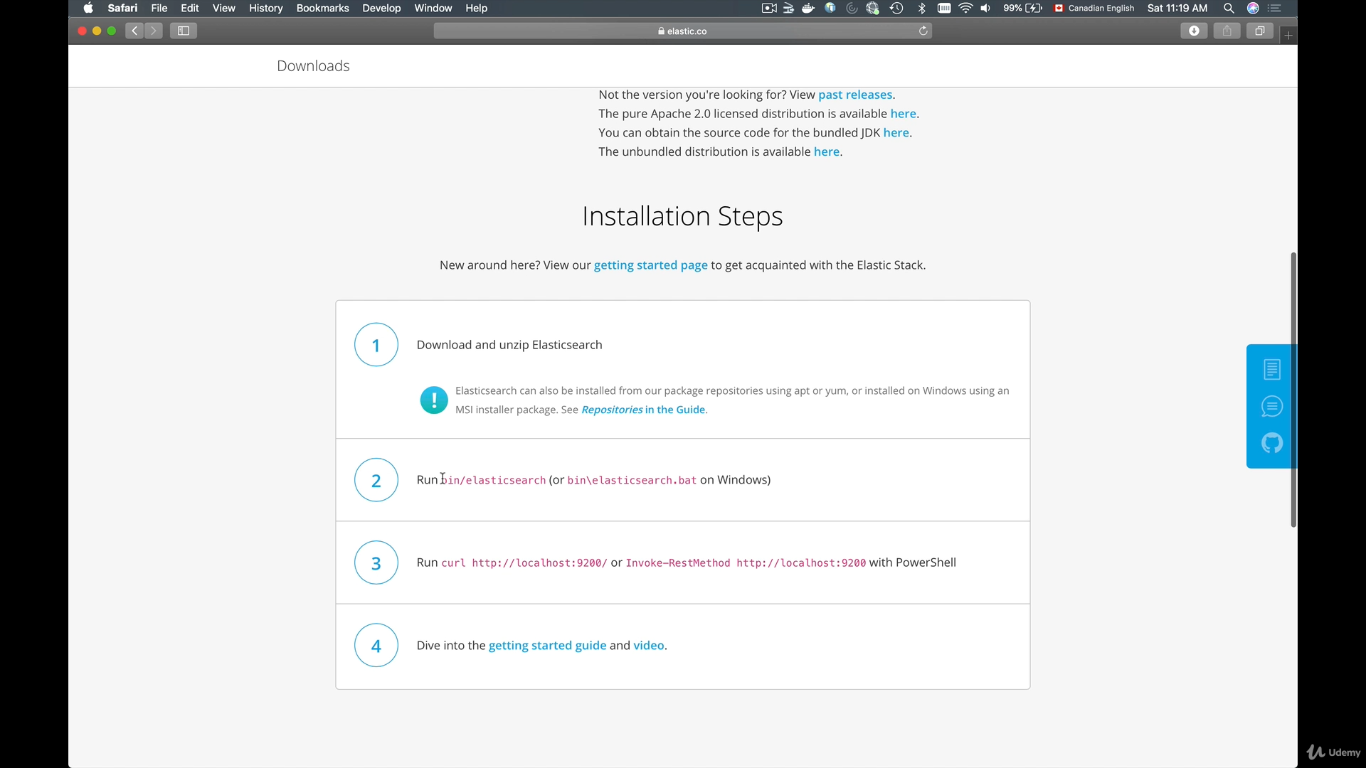 Safari File Edit View History Bookmarks Develop Window Help 99% Canadian English Sat 11:19 AM
elastic.co
Downloads
Not the version you're looking for? View past releases.
The pure Apache 2.0 licensed distribution is available here.
You can obtain the source code for the bundled JDK here.
The unbundled distribution is available here.
Installation Steps
New around here? View our getting started page to get acquainted with the Elastic Stack.
1 Download and unzip Elasticsearch
Elasticsearch can also be installed from our package repositories using apt or yum, or installed on Windows using an
MSI installer package. See Repositories in the Guide.
2 Run bin/elasticsearch (or bin\elasticsearch.bat on Windows)
3 Run curl http://localhost:9200/ or Invoke-RestMethod http://localhost:9200 with PowerShell
4 Dive into the getting started guide and video.
Udemy